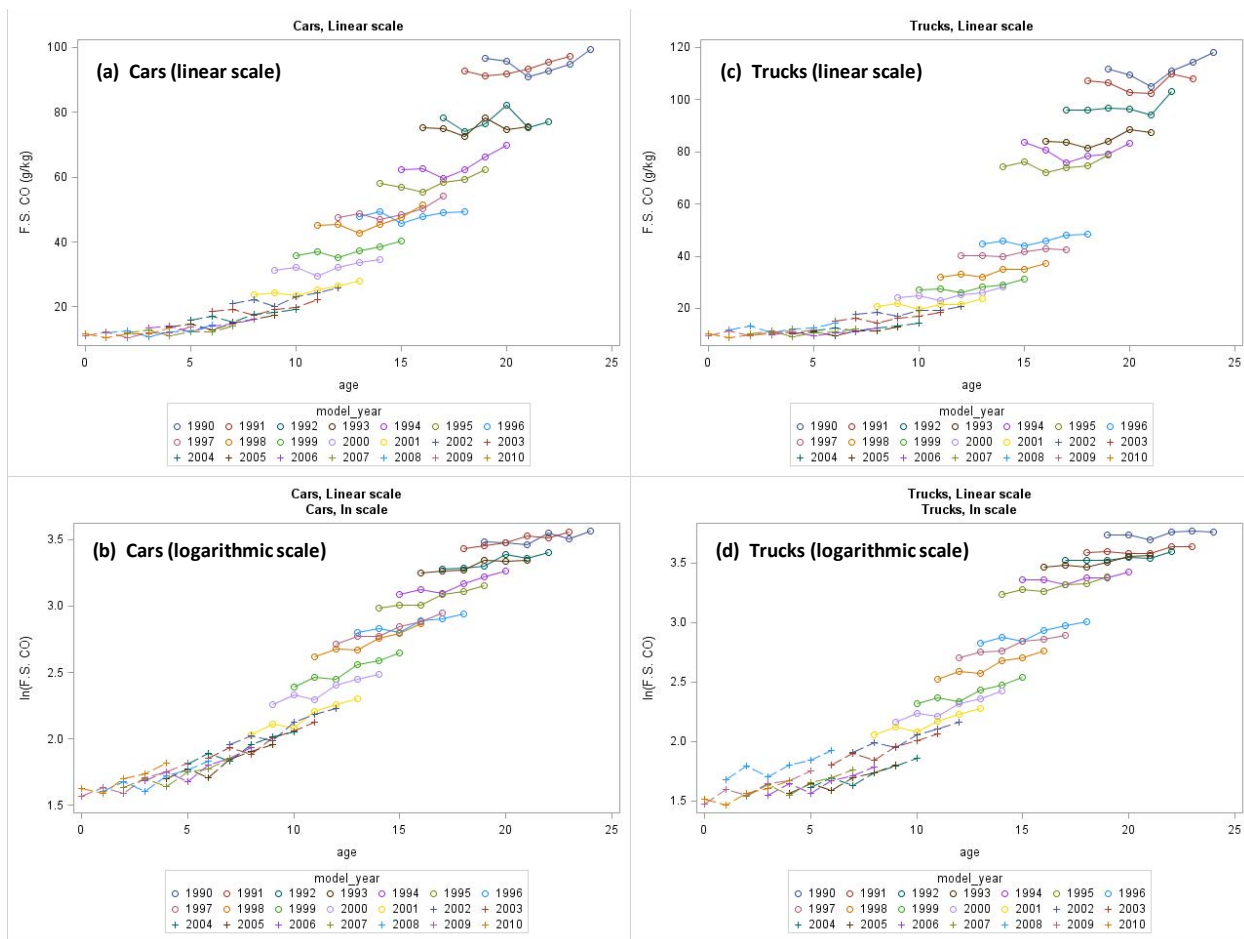 Cars, Linear scale
(a) Cars (linear scale)
F.S. CO (g/kg)
100
80
60
40
20
0 5 10 15 20 25
age
model_year
1990 1991 1992 1993 1994 1995 1996
1997 1998 1999 2000 2001 2002 2003
2004 2005 2006 2007 2008 2009 2010
Trucks, Linear scale
(c) Trucks (linear scale)
F.S. CO (g/kg)
120
100
80
60
40
20
0 5 10 15 20 25
age
model_year
1990 1991 1992 1993 1994 1995 1996
1997 1998 1999 2000 2001 2002 2003
2004 2005 2006 2007 2008 2009 2010
Cars, Linear scale
Cars, ln scale
(b) Cars (logarithmic scale)
ln(F.S. CO)
3.5
3.0
2.5
2.0
1.5
0 5 10 15 20 25
age
model_year
1990 1991 1992 1993 1994 1995 1996
1997 1998 1999 2000 2001 2002 2003
2004 2005 2006 2007 2008 2009 2010
Trucks, Linear scale
Trucks, ln scale
(d) Trucks (logarithmic scale)
ln(F.S. CO)
3.5
3.0
2.5
2.0
1.5
0 5 10 15 20 25
age
model_year
1990 1991 1992 1993 1994 1995 1996
1997 1998 1999 2000 2001 2002 2003
2004 2005 2006 2007 2008 2009 2010